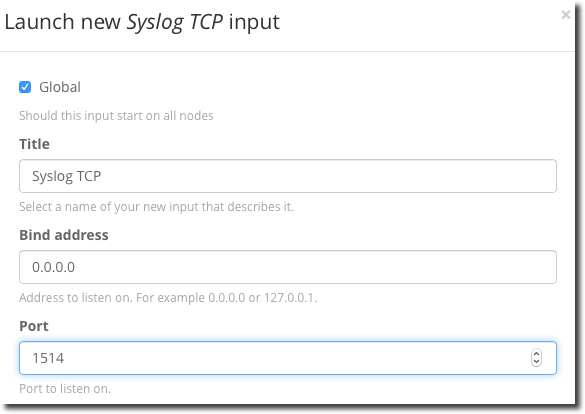 Launch new Syslog TCP input
×
Global
Should this input start on all nodes
Title
Syslog TCP
Select a name of your new input that describes it.
Bind address
0.0.0.0
Address to listen on. For example 0.0.0.0 or 127.0.0.1.
Port
1514
Port to listen on.